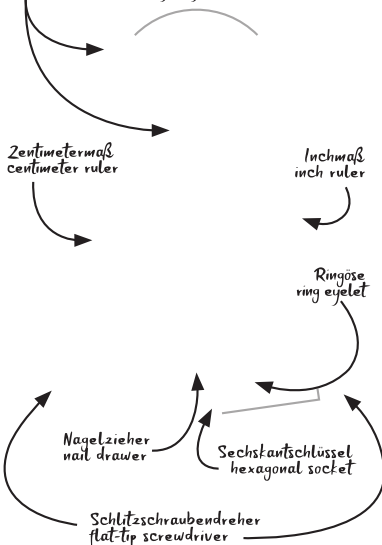 Zentimetermaß
centimeter ruler
Inchmaß
inch ruler
Ringöse
ring eyelet
Nagelzieher
nail drawer
Sechskantschlüssel
hexagonal socket
Schlitzschraubendreher
flat-tip screwdriver